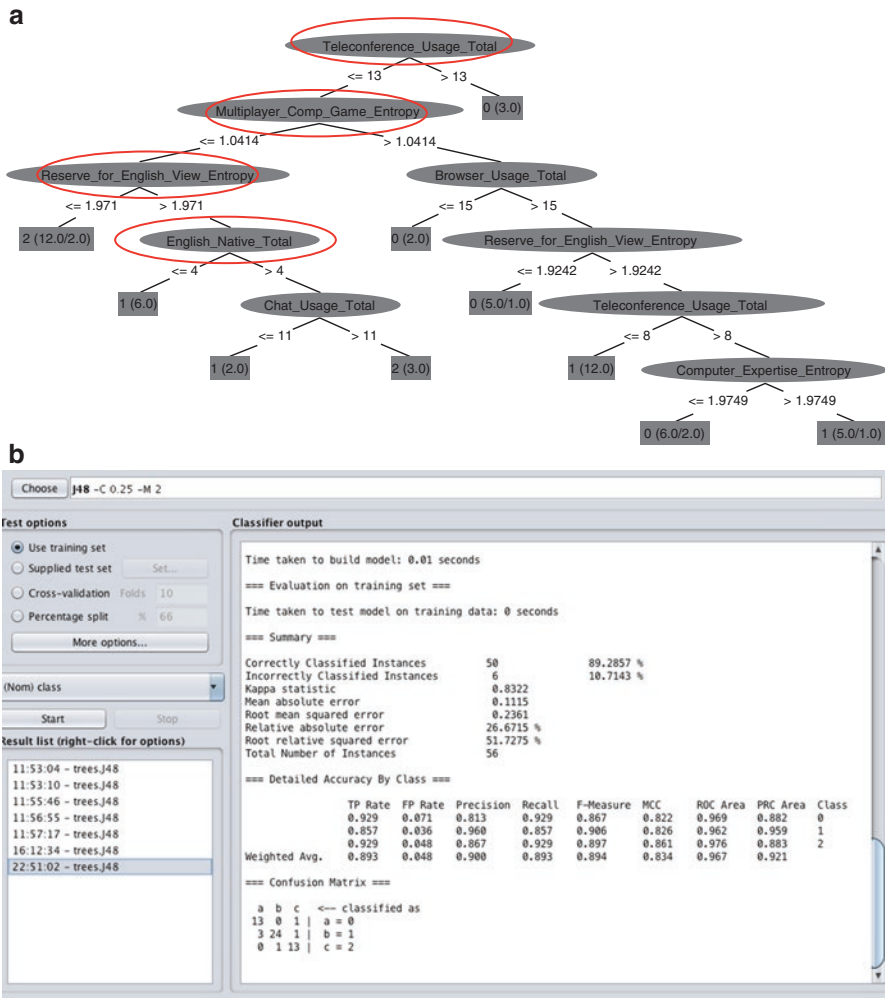 a
Teleconference_Usage_Total
<= 13 > 13
Multiplayer_Comp_Game_Entropy 0 (3.0)
<= 1.0414 > 1.0414
Reserve_for_English_View_Entropy Browser_Usage_Total
<= 1.971 > 1.971 <= 15 > 15
2 (12.0/2.0) English_Native_Total 0 (2.0) Reserve_for_English_View_Entropy
<= 4 > 4 <= 1.9242 > 1.9242
1 (6.0) Chat_Usage_Total 0 (5.0/1.0) Teleconference_Usage_Total
<= 11 > 11 <= 8 > 8
1 (2.0) 2 (3.0) 1 (12.0) Computer_Expertise_Entropy
<= 1.9749 > 1.9749
0 (6.0/2.0) 1 (5.0/1.0)
b
Choose J48 -C 0.25 -M 2
Test options
Use training set
Supplied test set Set...
Cross-validation Folds 10
Percentage split % 66
More options...
(Nom) class
Start Stop
Result list (right-click for options)
11:53:04 - trees.J48
11:53:10 - trees.J48
11:55:46 - trees.J48
11:56:55 - trees.J48
11:57:17 - trees.J48
16:12:34 - trees.J48
22:51:02 - trees.J48
Classifier output
Time taken to build model: 0.01 seconds
=== Evaluation on training set ===
Time taken to test model on training data: 0 seconds
=== Summary ===
Correctly Classified Instances 50 89.2857 %
Incorrectly Classified Instances 6 10.7143 %
Kappa statistic 0.8322
Mean absolute error 0.1115
Root mean squared error 0.2361
Relative absolute error 26.6715 %
Root relative squared error 51.7275 %
Total Number of Instances 56
=== Detailed Accuracy By Class ===
TP Rate FP Rate Precision Recall F-Measure MCC ROC Area PRC Area Class
0.929 0.071 0.813 0.929 0.867 0.822 0.969 0.882 0
0.857 0.036 0.960 0.857 0.906 0.826 0.962 0.959 1
0.929 0.048 0.867 0.929 0.897 0.861 0.976 0.883 2
Weighted Avg. 0.893 0.048 0.900 0.893 0.894 0.834 0.967 0.921
=== Confusion Matrix ===
a b c <-- classified as
13 0 1 | a = 0
3 24 1 | b = 1
0 1 13 | c = 2